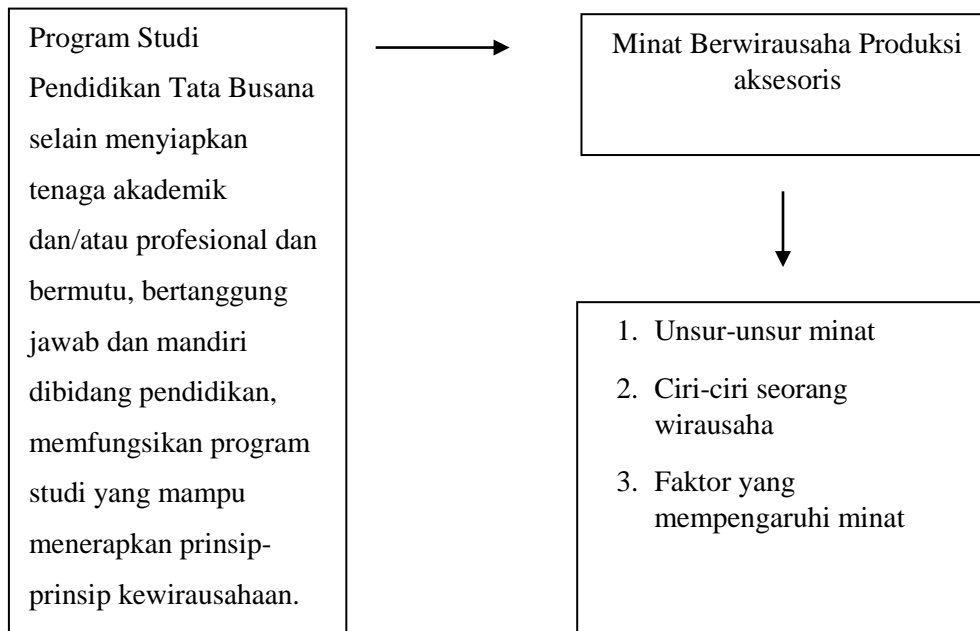 Program Studi
Pendidikan Tata Busana
selain menyiapkan
tenaga akademik
dan/atau profesional dan
bermutu, bertanggung
jawab dan mandiri
dibidang pendidikan,
memfungsikan program
studi yang mampu
menerapkan prinsip-
prinsip kewirausahaan.
Minat Berwirausaha Produksi
aksesoris
1. Unsur-unsur minat
2. Ciri-ciri seorang
wirausaha
3. Faktor yang
mempengaruhi minat